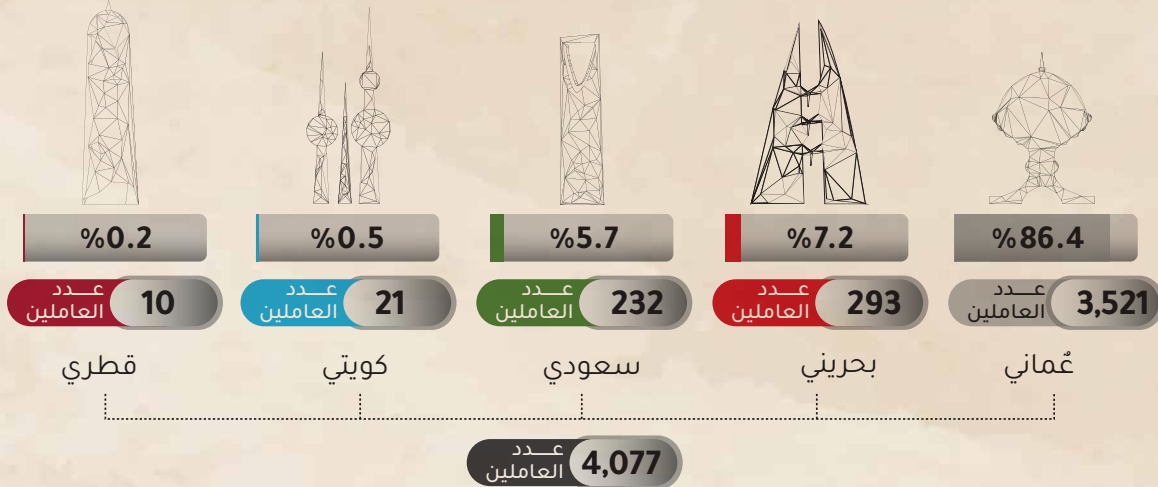 %86.4
%7.2
%5.7
%0.5
%0.2
عـــدد
العاملين
3,521
عـــدد
العاملين
293
عـــدد
العاملين
232
عـــدد
العاملين
21
عـــدد
العاملين
10
عُماني
بحريني
سعودي
كويتي
قطري
عـــدد
العاملين
4,077